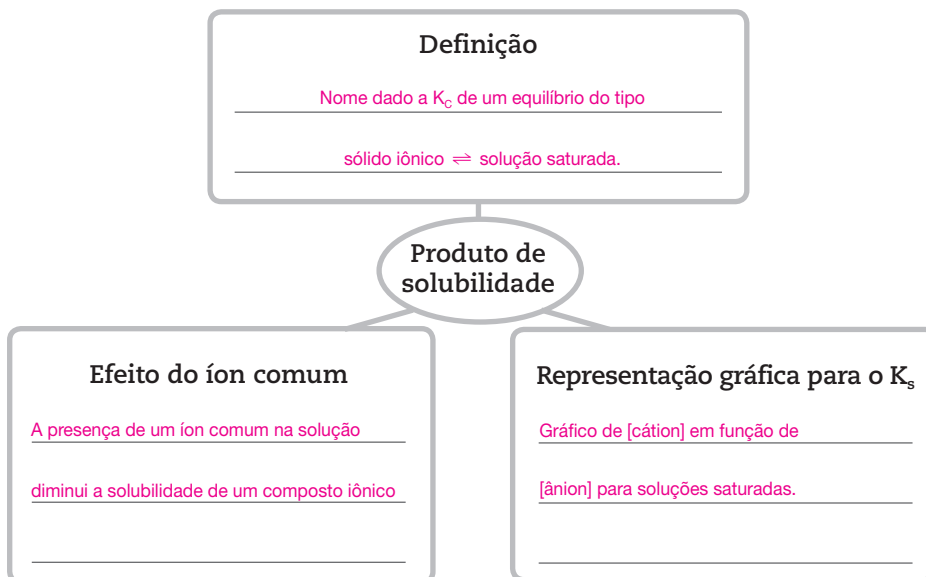 Definição
Nome dado a Kc de um equilíbrio do tipo
sólido iônico ⇌ solução saturada.
Produto de
solubilidade
Efeito do íon comum
A presença de um íon comum na solução
diminui a solubilidade de um composto iônico
Representação gráfica para o Ks
Gráfico de [cátion] em função de
[ânion] para soluções saturadas.